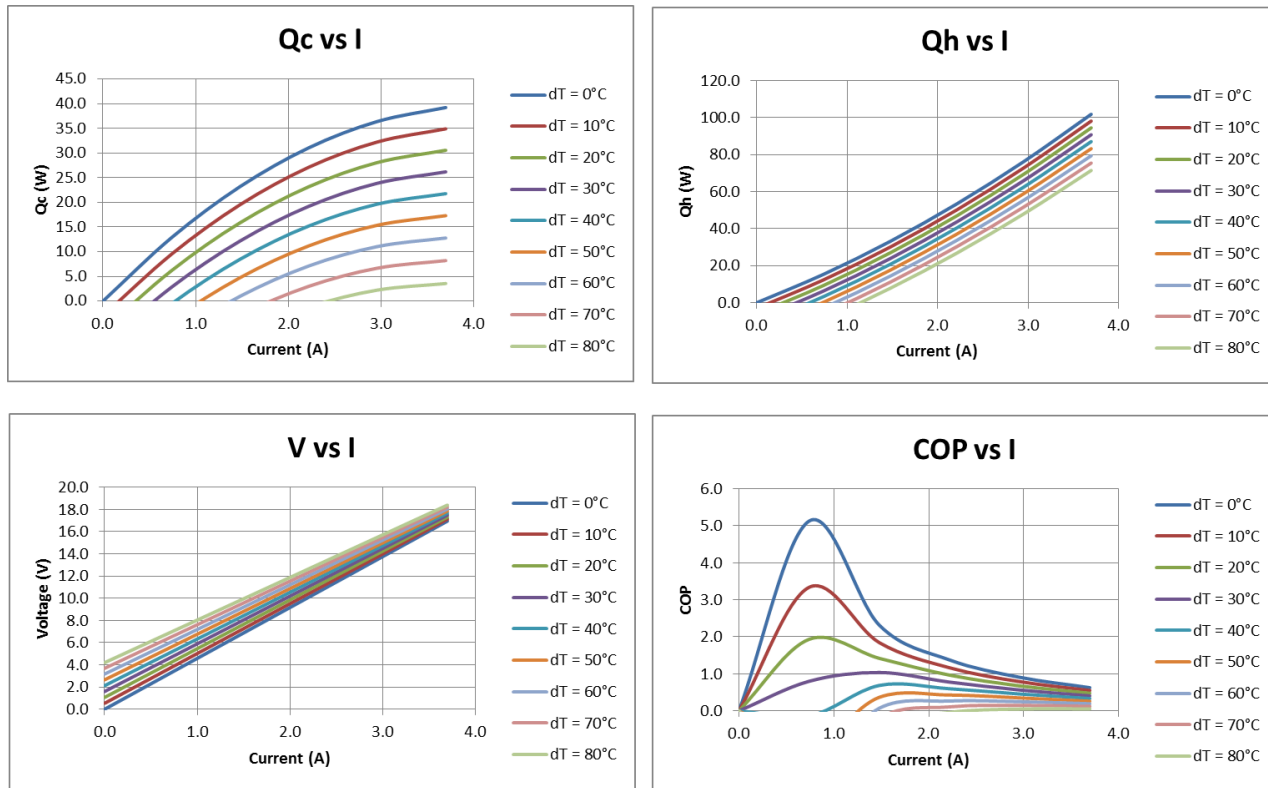 Qc vs I
Qc (W)
45.0
40.0
35.0
30.0
25.0
20.0
15.0
10.0
5.0
0.0
0.0 1.0 2.0 3.0 4.0
Current (A)
dT = 0°C
dT = 10°C
dT = 20°C
dT = 30°C
dT = 40°C
dT = 50°C
dT = 60°C
dT = 70°C
dT = 80°C
Qh vs I
Qh (W)
120.0
100.0
80.0
60.0
40.0
20.0
0.0
0.0 1.0 2.0 3.0 4.0
Current (A)
dT = 0°C
dT = 10°C
dT = 20°C
dT = 30°C
dT = 40°C
dT = 50°C
dT = 60°C
dT = 70°C
dT = 80°C
V vs I
Voltage (V)
20.0
18.0
16.0
14.0
12.0
10.0
8.0
6.0
4.0
2.0
0.0
0.0 1.0 2.0 3.0 4.0
Current (A)
dT = 0°C
dT = 10°C
dT = 20°C
dT = 30°C
dT = 40°C
dT = 50°C
dT = 60°C
dT = 70°C
dT = 80°C
COP vs I
COP
6.0
5.0
4.0
3.0
2.0
1.0
0.0
0.0 1.0 2.0 3.0 4.0
Current (A)
dT = 0°C
dT = 10°C
dT = 20°C
dT = 30°C
dT = 40°C
dT = 50°C
dT = 60°C
dT = 70°C
dT = 80°C